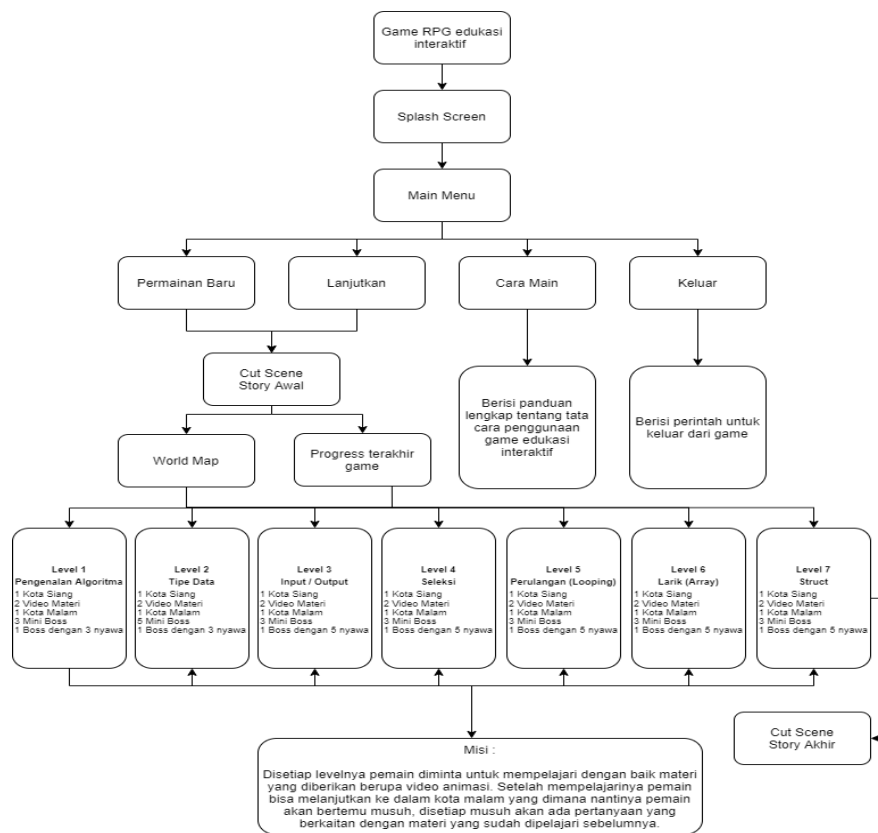 Game RPG edukasi
interaktif
Splash Screen
Main Menu
Permainan Baru
Lanjutkan
Cara Main
Keluar
Cut Scene
Story Awal
Berisi panduan
lengkap tentang tata
cara penggunaan
game edukasi
interaktif
Berisi perintah untuk
keluar dari game
World Map
Progress terakhir
game
Level 1
Pengenalan Algoritma
1 Kota Siang
2 Video Materi
1 Kota Malam
3 Mini Boss
1 Boss dengan 3 nyawa
Level 2
Tipe Data
1 Kota Siang
2 Video Materi
1 Kota Malam
5 Mini Boss
1 Boss dengan 3 nyawa
Level 3
Input / Output
1 Kota Siang
2 Video Materi
1 Kota Malam
3 Mini Boss
1 Boss dengan 5 nyawa
Level 4
Seleksi
1 Kota Siang
2 Video Materi
1 Kota Malam
3 Mini Boss
1 Boss dengan 5 nyawa
Level 5
Perulangan (Looping)
1 Kota Siang
2 Video Materi
1 Kota Malam
3 Mini Boss
1 Boss dengan 5 nyawa
Level 6
Larik (Array)
1 Kota Siang
2 Video Materi
1 Kota Malam
3 Mini Boss
1 Boss dengan 5 nyawa
Level 7
Struct
1 Kota Siang
2 Video Materi
1 Kota Malam
3 Mini Boss
1 Boss dengan 5 nyawa
Cut Scene
Story Akhir
Misi :
Disetiap levelnya pemain diminta untuk mempelajari dengan baik materi
yang diberikan berupa video animasi. Setelah mempelajarinya pemain
bisa melanjutkan ke dalam kota malam yang dimana nantinya pemain
akan bertemu musuh, disetiap musuh akan ada pertanyaan yang
berkaitan dengan materi yang sudah dipelajari sebelumnya.